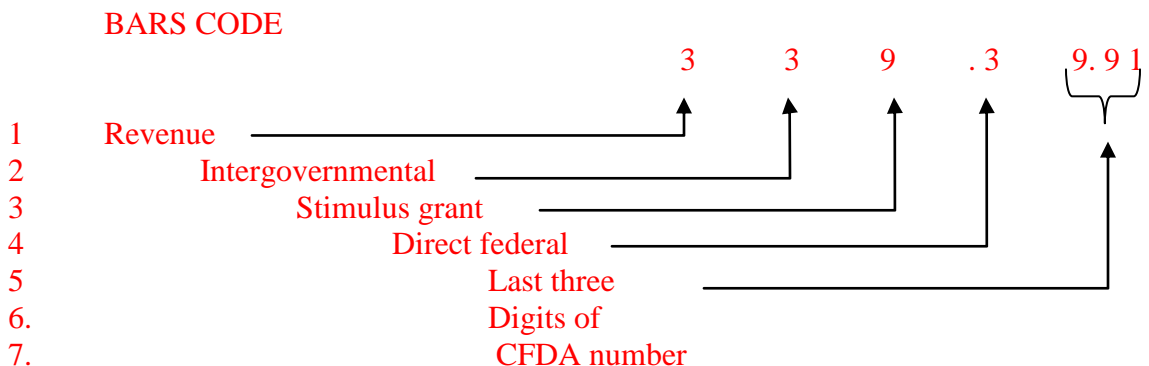 BARS CODE
3 3 9 . 3 9. 9 1
1 Revenue
2 Intergovernmental
3 Stimulus grant
4 Direct federal
5 Last three
6. Digits of
7. CFDA number